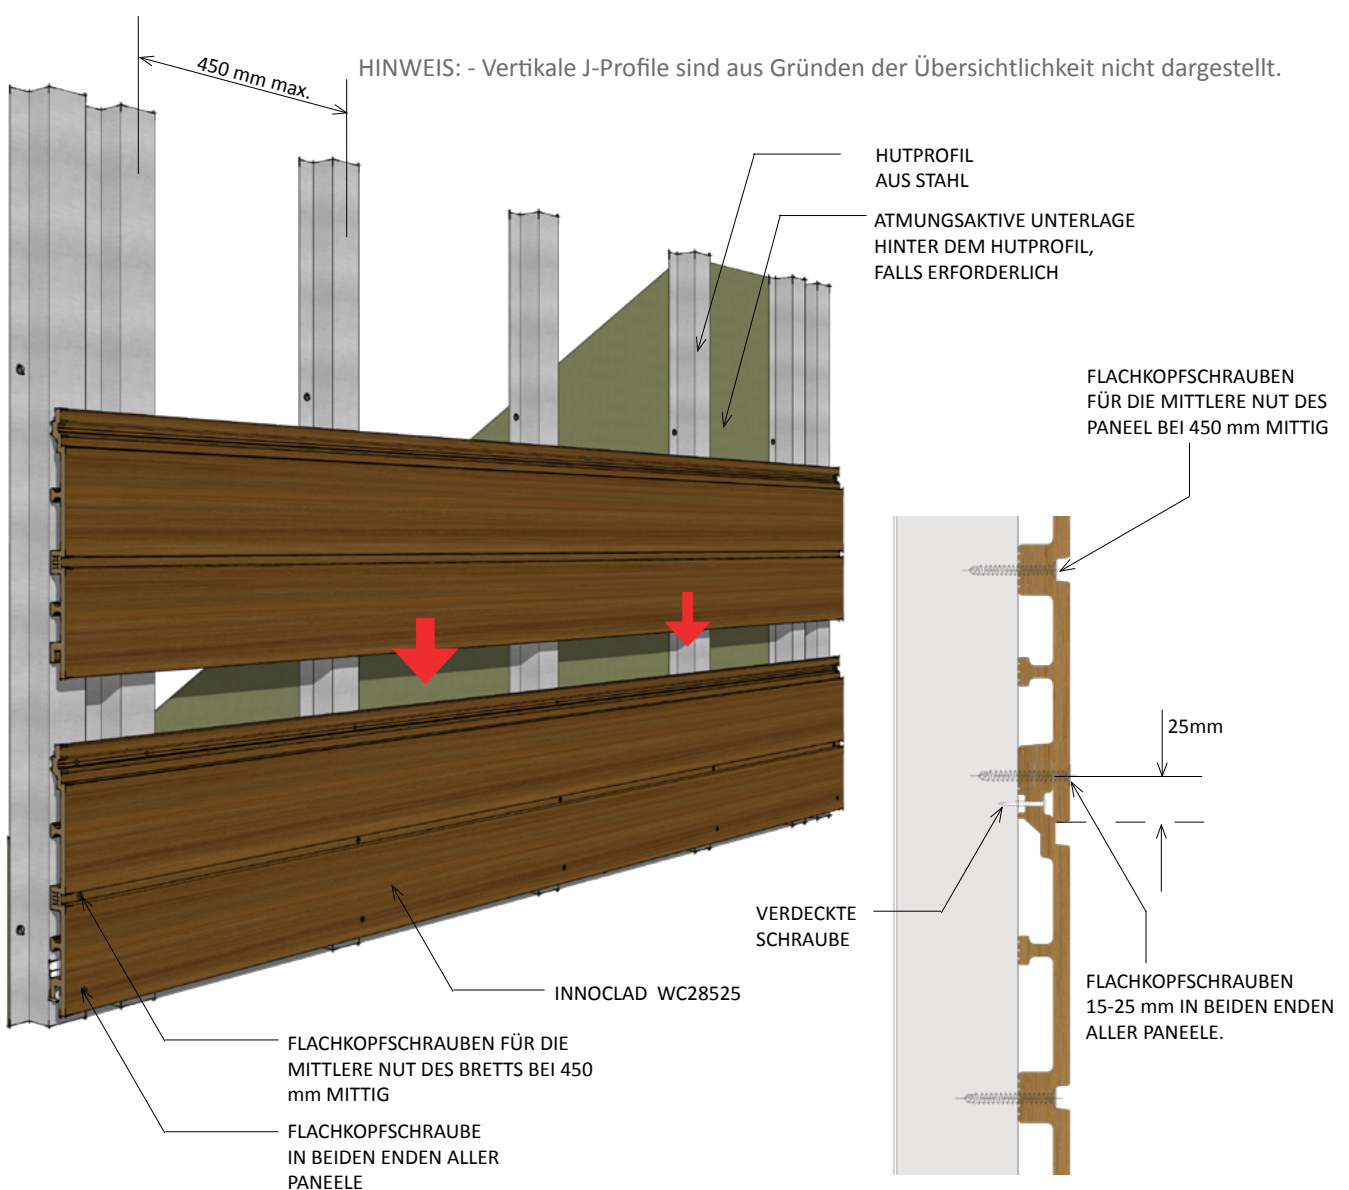 450 mm max.
HINWEIS: - Vertikale J-Profile sind aus Gründen der Übersichtlichkeit nicht dargestellt.
HUTPROFIL
AUS STAHL
ATMUNGSAKTIVE UNTERLAGE
HINTER DEM HUTPROFIL,
FALLS ERFORDERLICH
FLACHKOPFSCHRAUBEN
FÜR DIE MITTLERE NUT DES
PANEEL BEI 450 mm MITTIG
25mm
VERDECKTE
SCHRAUBE
FLACHKOPFSCHRAUBEN
15-25 mm IN BEIDEN ENDEN
ALLER PANEELE.
INNOCLAD WC28525
FLACHKOPFSCHRAUBEN FÜR DIE
MITTLERE NUT DES BRETTS BEI 450
mm MITTIG
FLACHKOPFSCHRAUBE
IN BEIDEN ENDEN ALLER
PANEELE